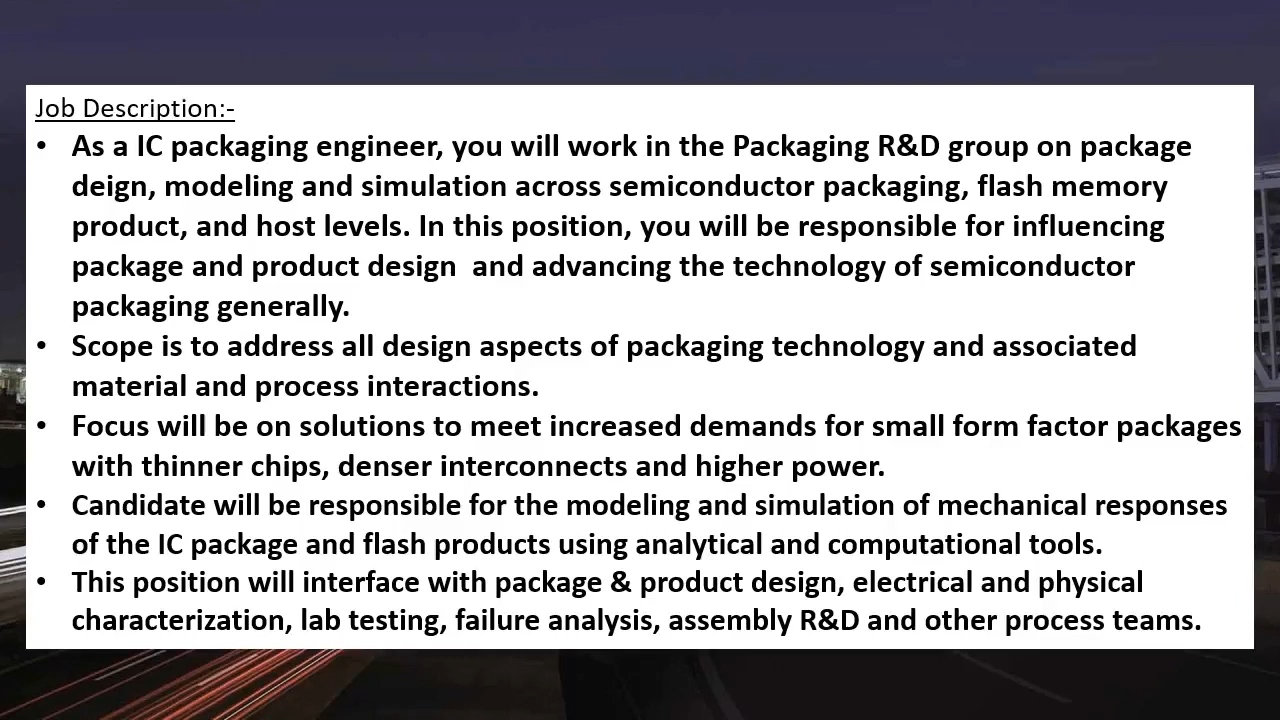 Job Description:-
• As a IC packaging engineer, you will work in the Packaging R&D group on package
deign, modeling and simulation across semiconductor packaging, flash memory
product, and host levels. In this position, you will be responsible for influencing
package and product design  and advancing the technology of semiconductor
packaging generally.
• Scope is to address all design aspects of packaging technology and associated
material and process interactions.
• Focus will be on solutions to meet increased demands for small form factor packages
with thinner chips, denser interconnects and higher power.
• Candidate will be responsible for the modeling and simulation of mechanical responses
of the IC package and flash products using analytical and computational tools.
• This position will interface with package & product design, electrical and physical
characterization, lab testing, failure analysis, assembly R&D and other process teams.